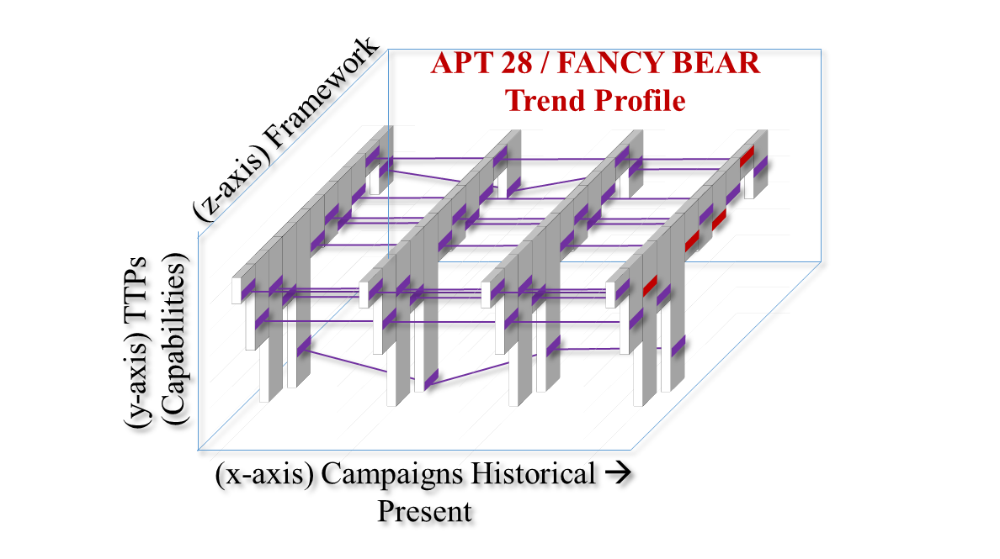 APT 28 / FANCY BEAR
Trend Profile
(z-axis) Framework
(y-axis) TTPs
(Capabilities)
(x-axis) Campaigns Historical →
Present